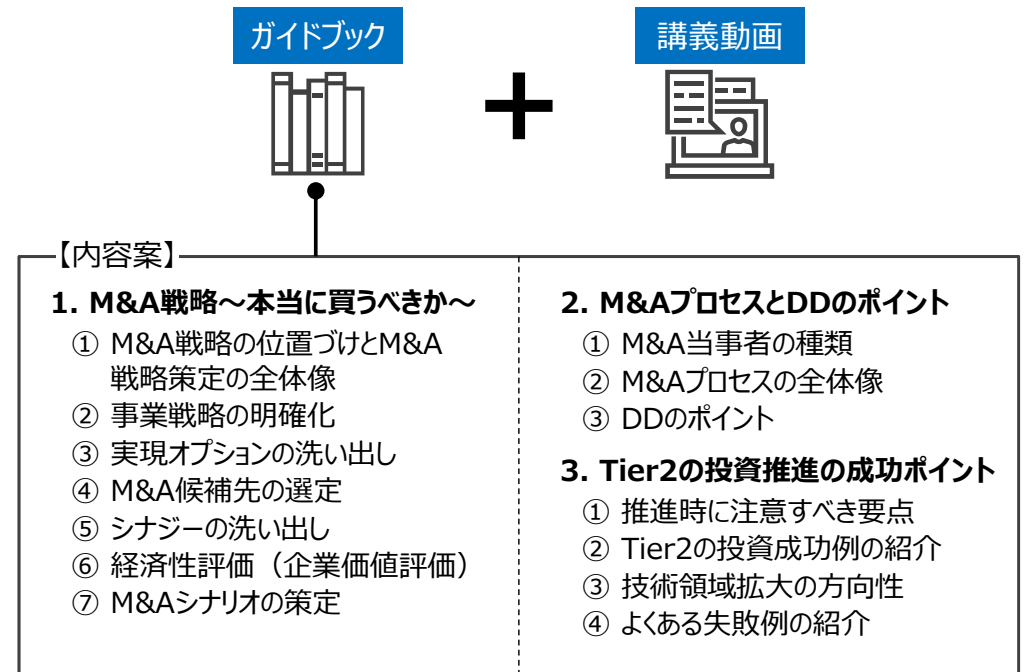 ガイドブック
講義動画
【内容案】
1. M&A戦略～本当に買うべきか～
① M&A戦略の位置づけとM&A
戦略策定の全体像
② 事業戦略の明確化
③ 実現オプションの洗い出し
④ M&A候補先の選定
⑤ シナジーの洗い出し
⑥ 経済性評価（企業価値評価）
⑦ M&Aシナリオの策定
2. M&AプロセスとDDのポイント
① M&A当事者の種類
② M&Aプロセスの全体像
③ DDのポイント
3. Tier2の投資推進の成功ポイント
① 推進時に注意すべき要点
② Tier2の投資成功例の紹介
③ 技術領域拡大の方向性
④ よくある失敗例の紹介